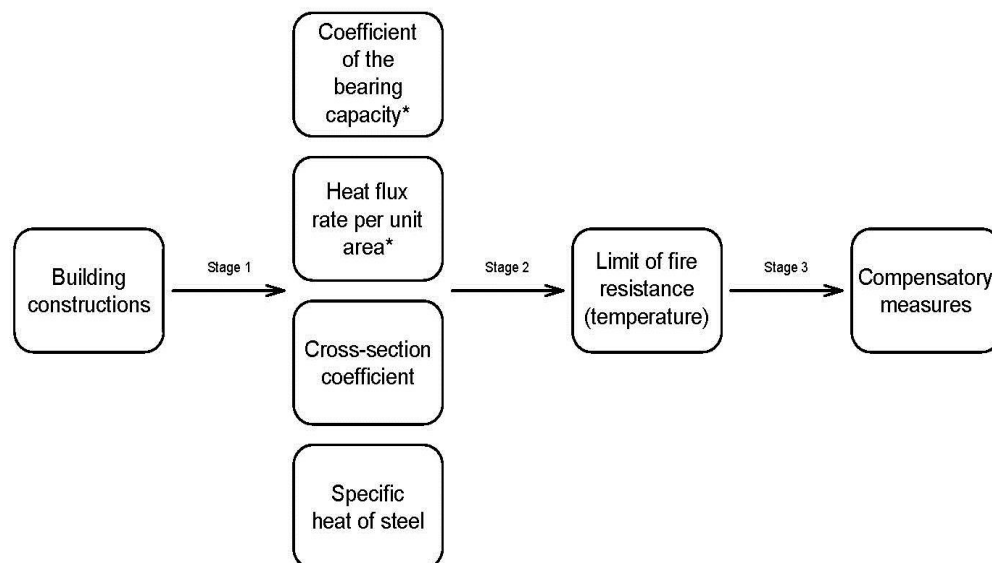 Building
constructions
Stage 1
Coefficient
of the
bearing
capacity*
Heat flux
rate per unit
area*
Cross-section
coefficient
Specific
heat of steel
Stage 2
Limit of fire
resistance
(temperature)
Stage 3
Compensatory
measures